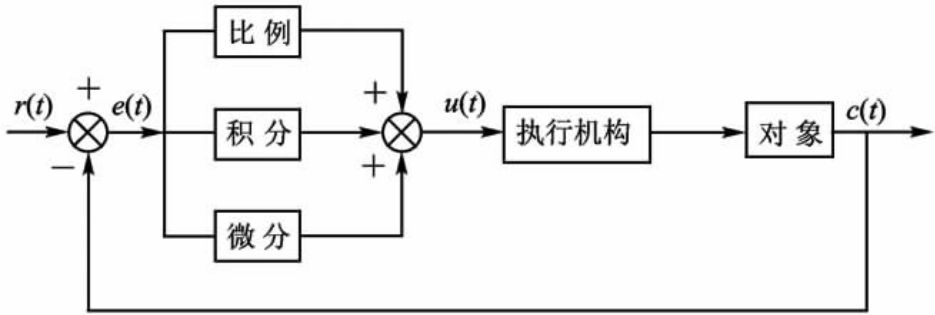 比例
r(t)
+
e(t)
积分
+
+
u(t)
执行机构
对象
c(t)
−
微分